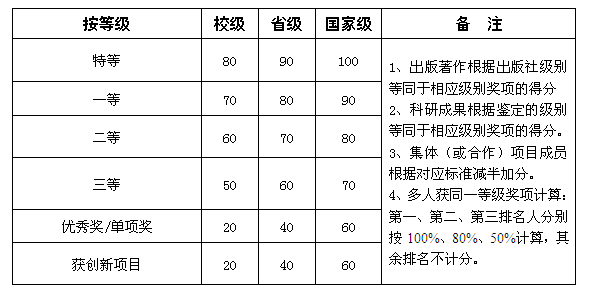 按等级 校级 省级 国家级 备 注
特等 80 90 100
一等 70 80 90
二等 60 70 80
三等 50 60 70
优秀奖/单项奖 20 40 60
获创新项目 20 40 60
1、出版著作根据出版社级别
等同于相应级别奖项的得分
2、科研成果根据鉴定的级别
等同于相应级别奖项的得分。
3、集体（或合作）项目成员
根据对应标准减半加分。
4、多人获同一等级奖项计算：
第一、第二、第三排名人分别
按 100%、80%、50%计算，其
余排名不计分。